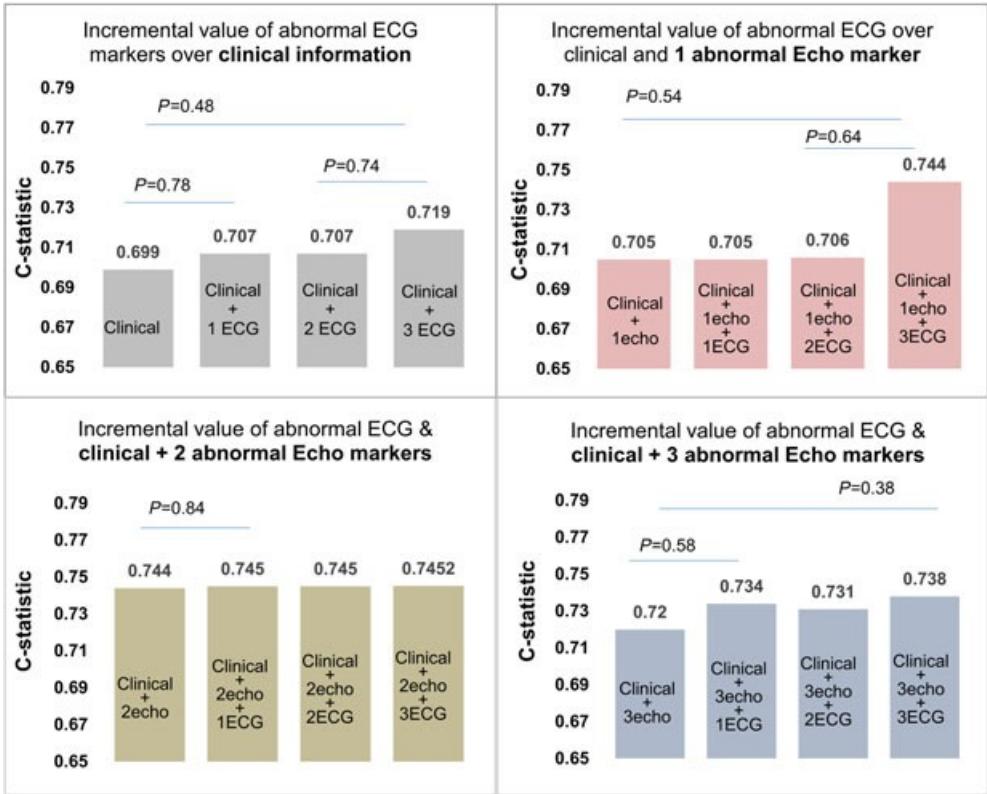 Incremental value of abnormal ECG
markers over clinical information
0.79
0.77
0.75
0.73
0.71
0.69
0.67
0.65
C-statistic
P=0.48
P=0.78
P=0.74
0.699
0.707
0.707
0.719
Clinical
Clinical
+
1 ECG
Clinical
+
2 ECG
Clinical
+
3 ECG
Incremental value of abnormal ECG over
clinical and 1 abnormal Echo marker
0.79
0.77
0.75
0.73
0.71
0.69
0.67
0.65
C-statistic
P=0.54
P=0.64
0.705
0.705
0.706
0.744
Clinical
+
1echo
Clinical
+
1echo
+
1ECG
Clinical
+
1echo
+
2ECG
Clinical
+
1echo
+
3ECG
Incremental value of abnormal ECG &
clinical + 2 abnormal Echo markers
0.79
0.77
0.75
0.73
0.71
0.69
0.67
0.65
C-statistic
P=0.84
0.744
0.745
0.745
0.7452
Clinical
+
2echo
Clinical
+
2echo
+
1ECG
Clinical
+
2echo
+
2ECG
Clinical
+
2echo
+
3ECG
Incremental value of abnormal ECG &
clinical + 3 abnormal Echo markers
0.79
0.77
0.75
0.73
0.71
0.69
0.67
0.65
C-statistic
P=0.38
P=0.58
0.72
0.734
0.731
0.738
Clinical
+
3echo
Clinical
+
3echo
+
1ECG
Clinical
+
3echo
+
2ECG
Clinical
+
3echo
+
3ECG